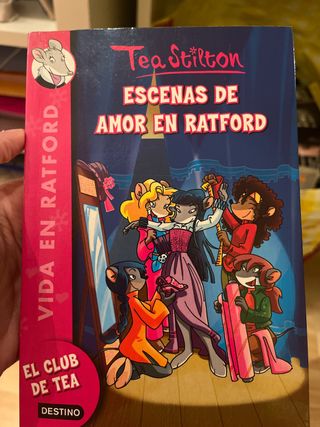 Tea Stilton
ESCENAS DE
AMOR EN RATFORD
VIDA EN RATFORD
EL CLUB
DE TEA
DESTINO